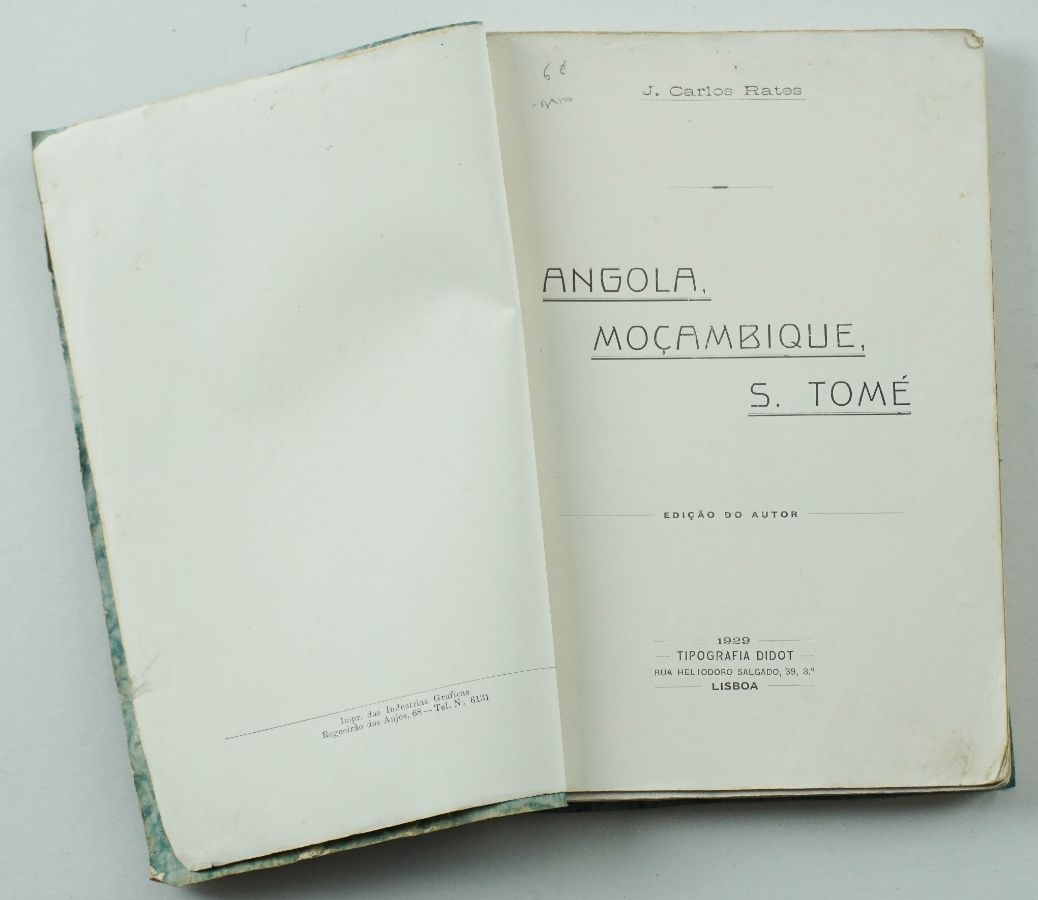 Impr. das Industrias Graficas
Regueirão dos Anjos, 68—Tel. N. 6131
6 €
J. Carlos Rates
ANGOLA,
MOÇAMBIQUE,
S. TOMÉ
EDIÇÃO DO AUTOR
1929
TIPOGRAFIA DIDOT
RUA HELIODORO SALGADO, 39, 3.º
LISBOA